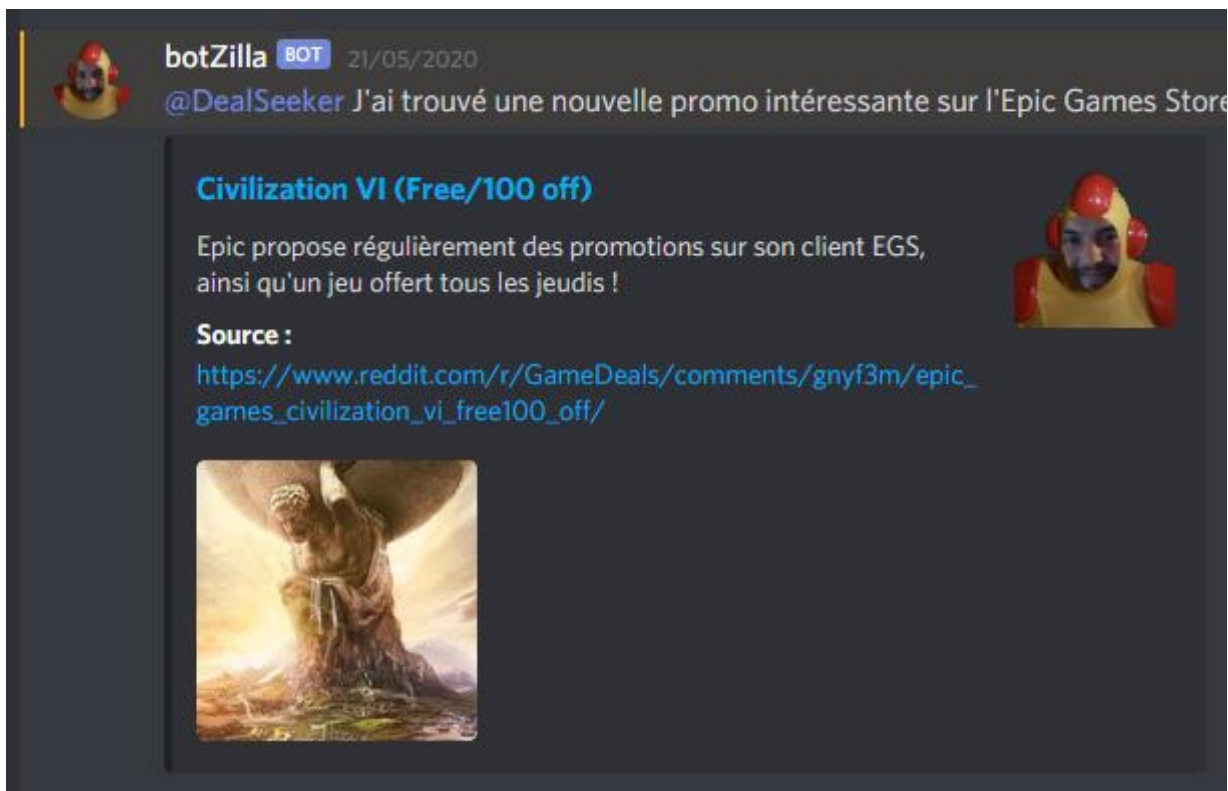 botZilla BOT 21/05/2020
@DealSeeker J'ai trouvé une nouvelle promo intéressante sur l'Epic Games Store
Civilization VI (Free/100 off)
Epic propose régulièrement des promotions sur son client EGS,
ainsi qu'un jeu offert tous les jeudis !
Source :
https://www.reddit.com/r/GameDeals/comments/gnyf3m/epic_
games_civilization_vi_free100_off/